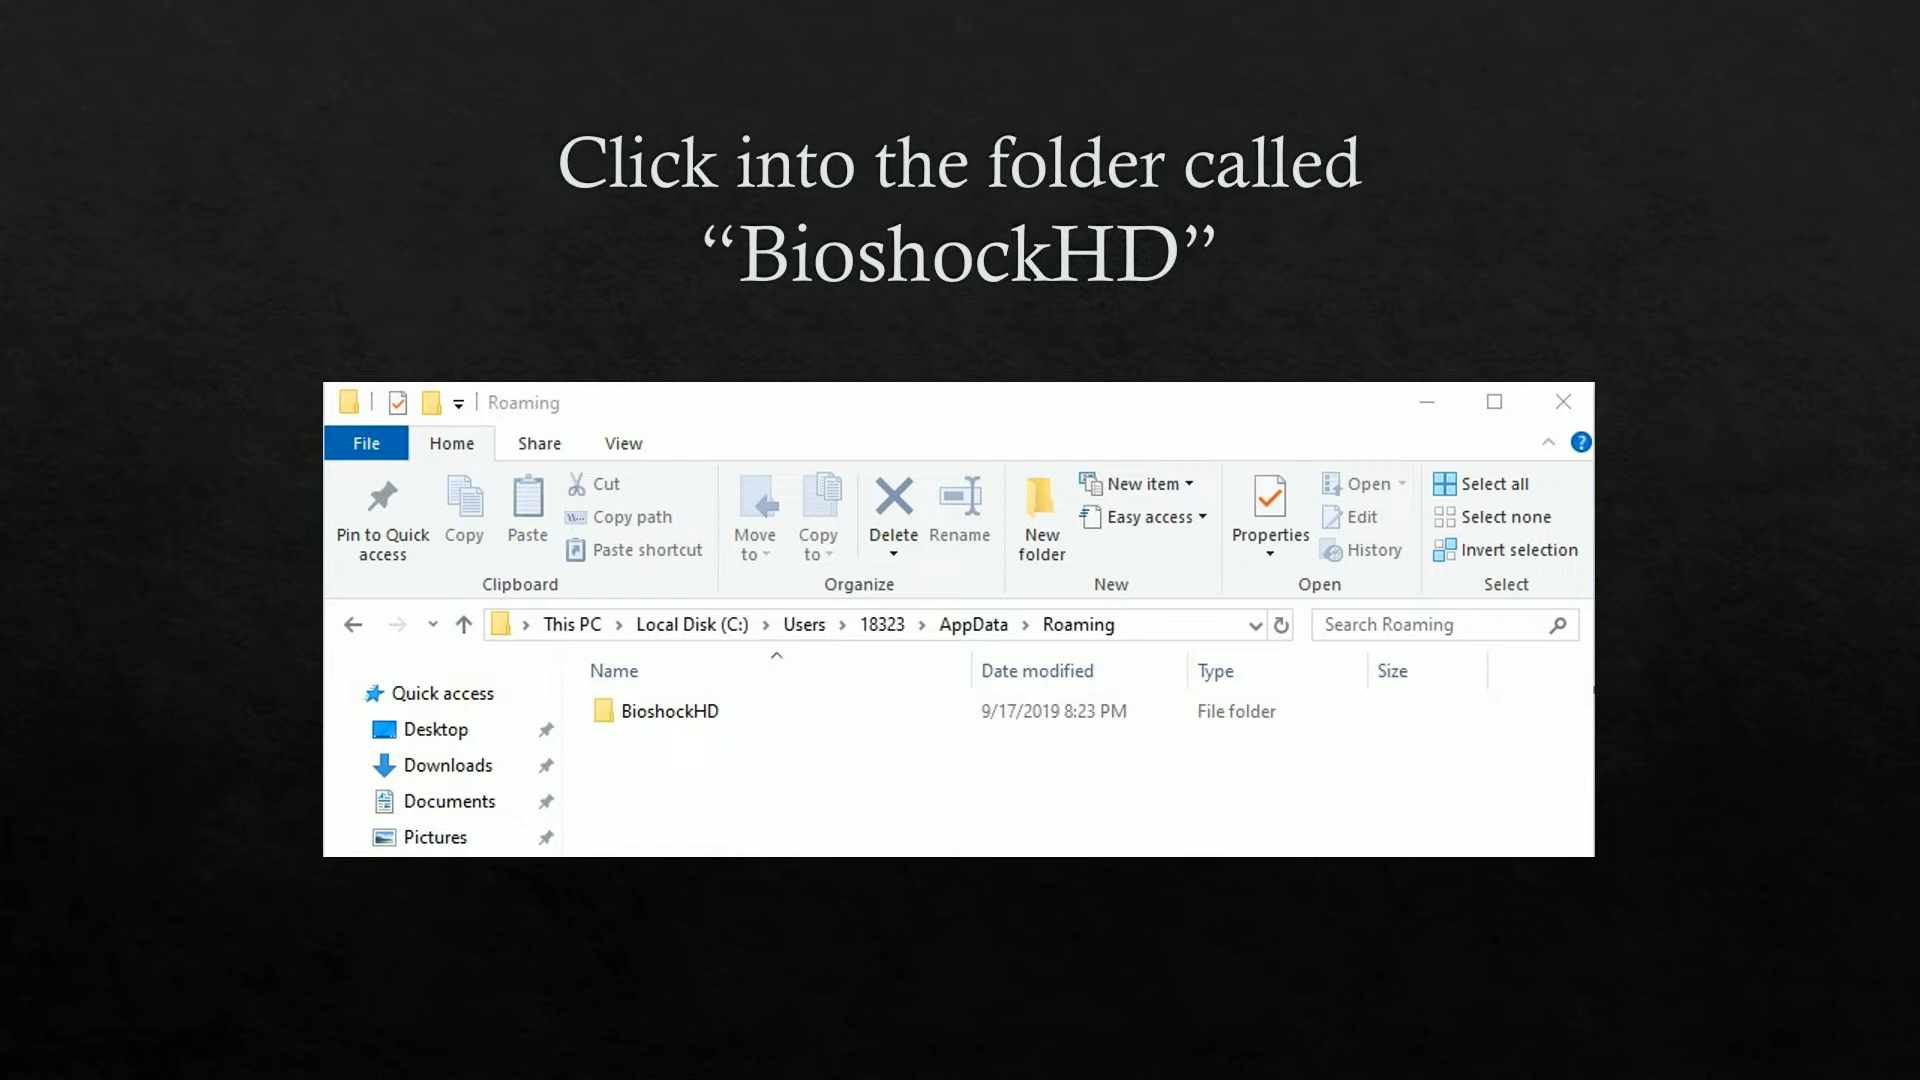 Click into the folder called
“BioshockHD”
Roaming
File Home Share View
Pin to Quick access
Copy
Paste
Cut
Copy path
Paste shortcut
Clipboard
Move to
Copy to
Delete
Rename
Organize
New folder
New item
Easy access
New
Properties
Open
Edit
History
Open
Select all
Select none
Invert selection
Select
This PC > Local Disk (C:) > Users > 18323 > AppData > Roaming
Search Roaming
Name Date modified Type Size
BioshockHD 9/17/2019 8:23 PM File folder
Quick access
Desktop
Downloads
Documents
Pictures